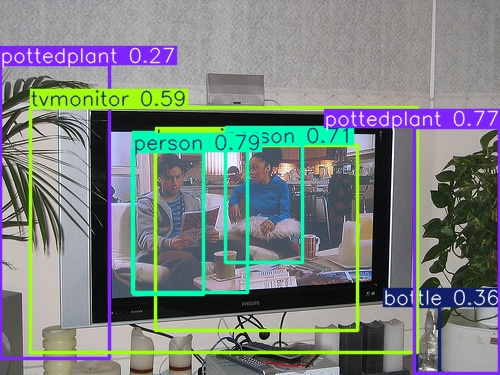 pottedplant 0.27
tvmonitor 0.59
pottedplant 0.77
person 0.79
son 0.71
bottle 0.36
PHILIPS